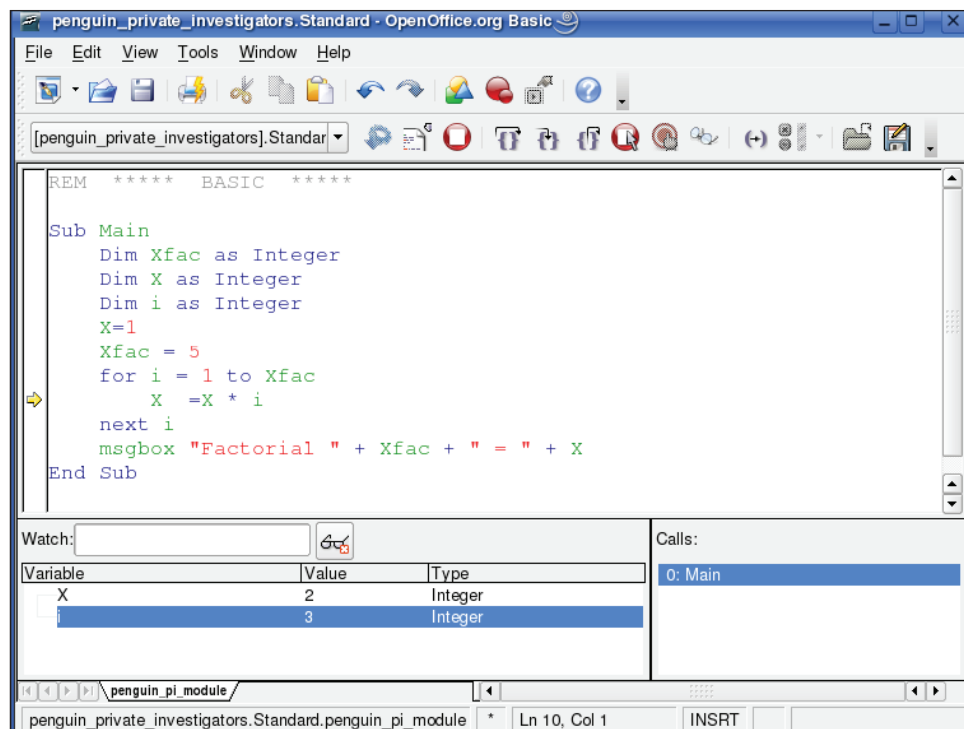 penguin_private_investigators.Standard - OpenOffice.org Basic
File Edit View Tools Window Help
[penguin_private_investigators].Standar
REM ***** BASIC *****
Sub Main
Dim Xfac as Integer
Dim X as Integer
Dim i as Integer
X=1
Xfac = 5
for i = 1 to Xfac
X =X * i
next i
msgbox "Factorial " + Xfac + " = " + X
End Sub
Watch:
Calls:
Variable Value Type
0: Main
X 2 Integer
i 3 Integer
penguin_pi_module
penguin_private_investigators.Standard.penguin_pi_module * Ln 10, Col 1 INSRT